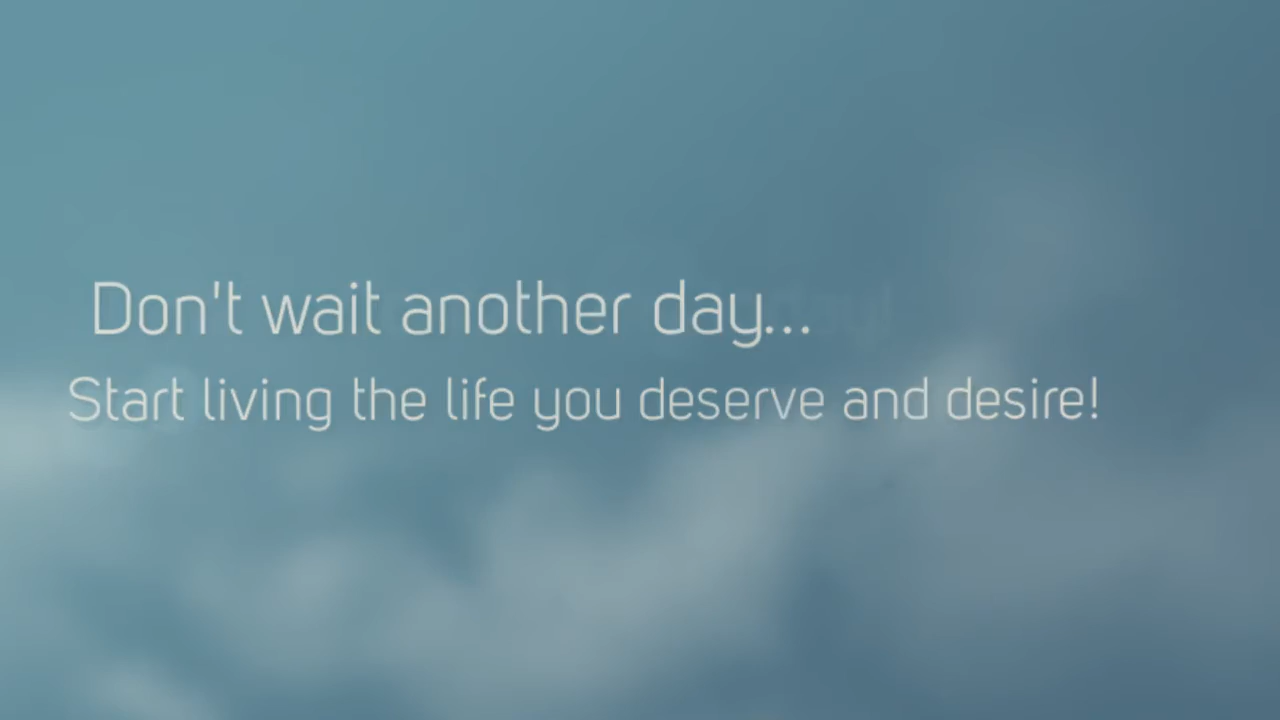 Don't wait another day...
Start living the life you deserve and desire!